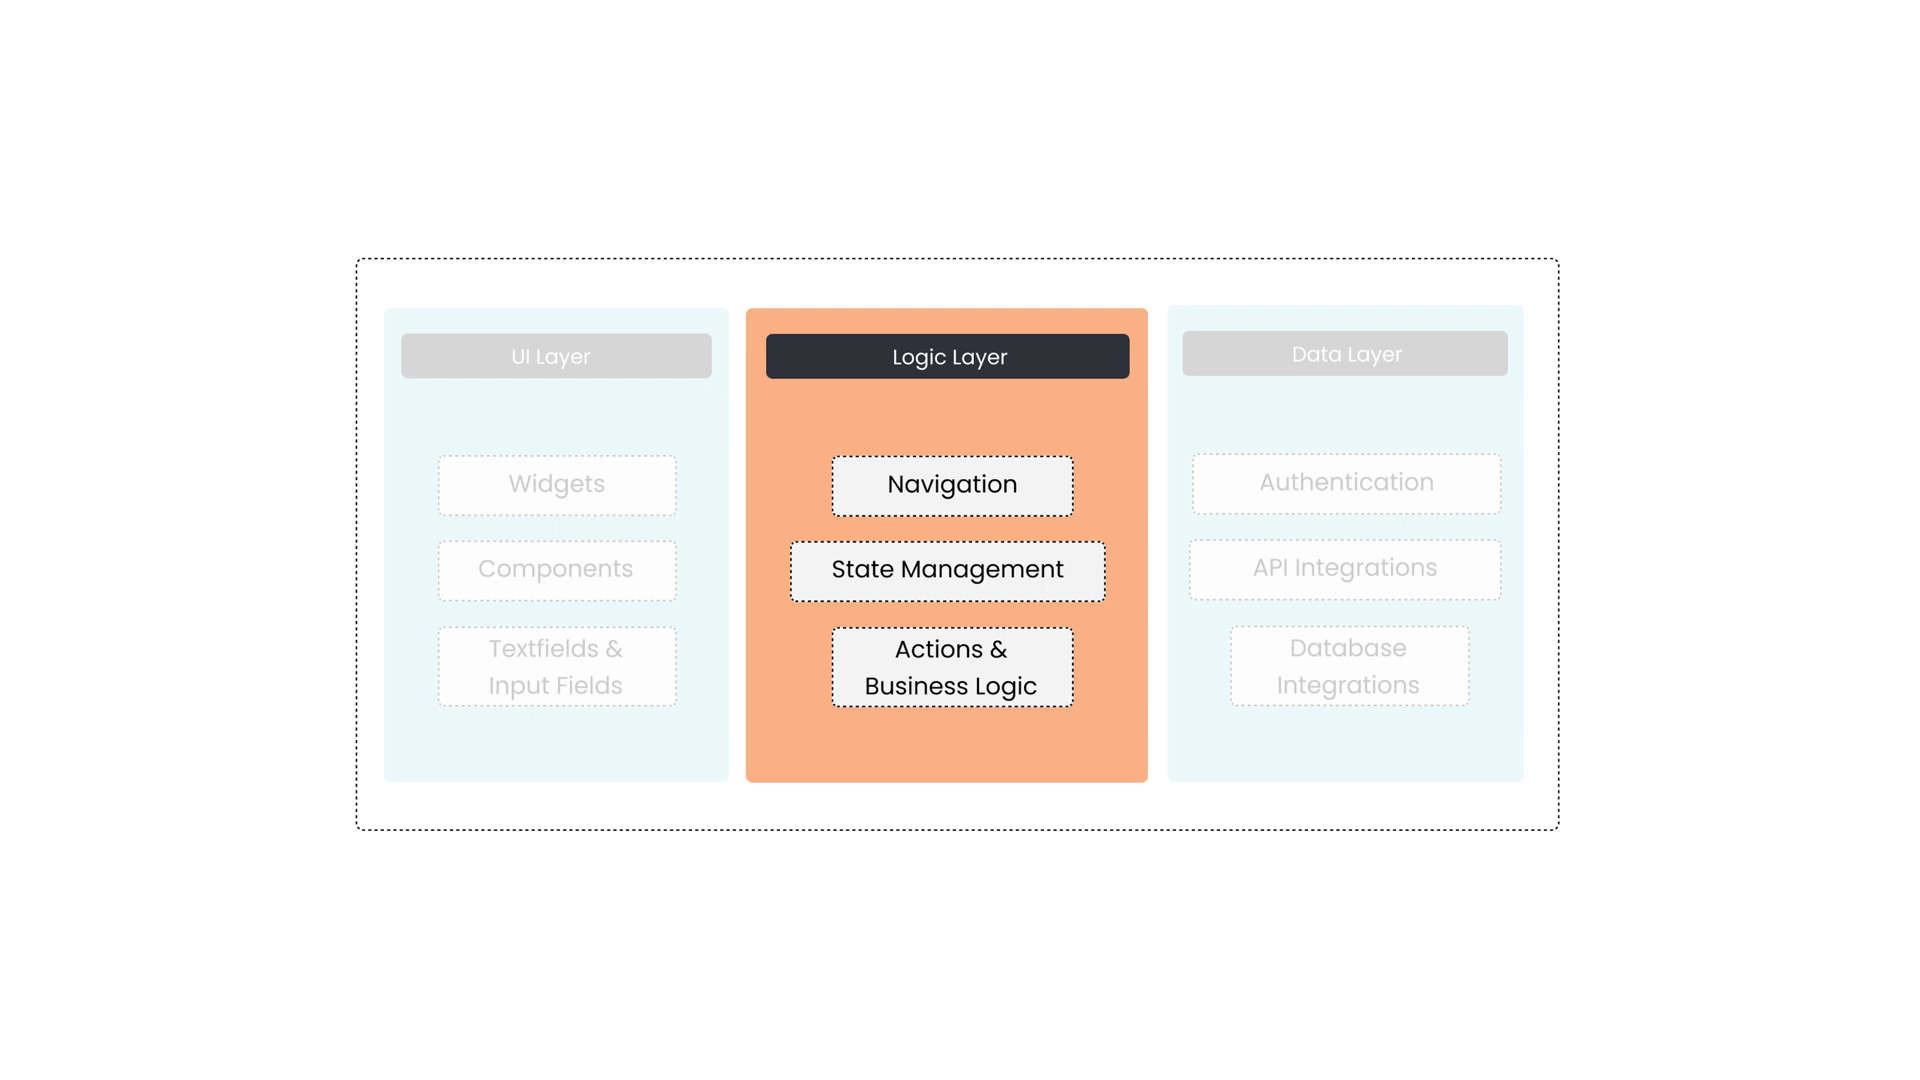 UI Layer
Widgets
Components
Textfields &
Input Fields
Logic Layer
Navigation
State Management
Actions &
Business Logic
Data Layer
Authentication
API Integrations
Database
Integrations